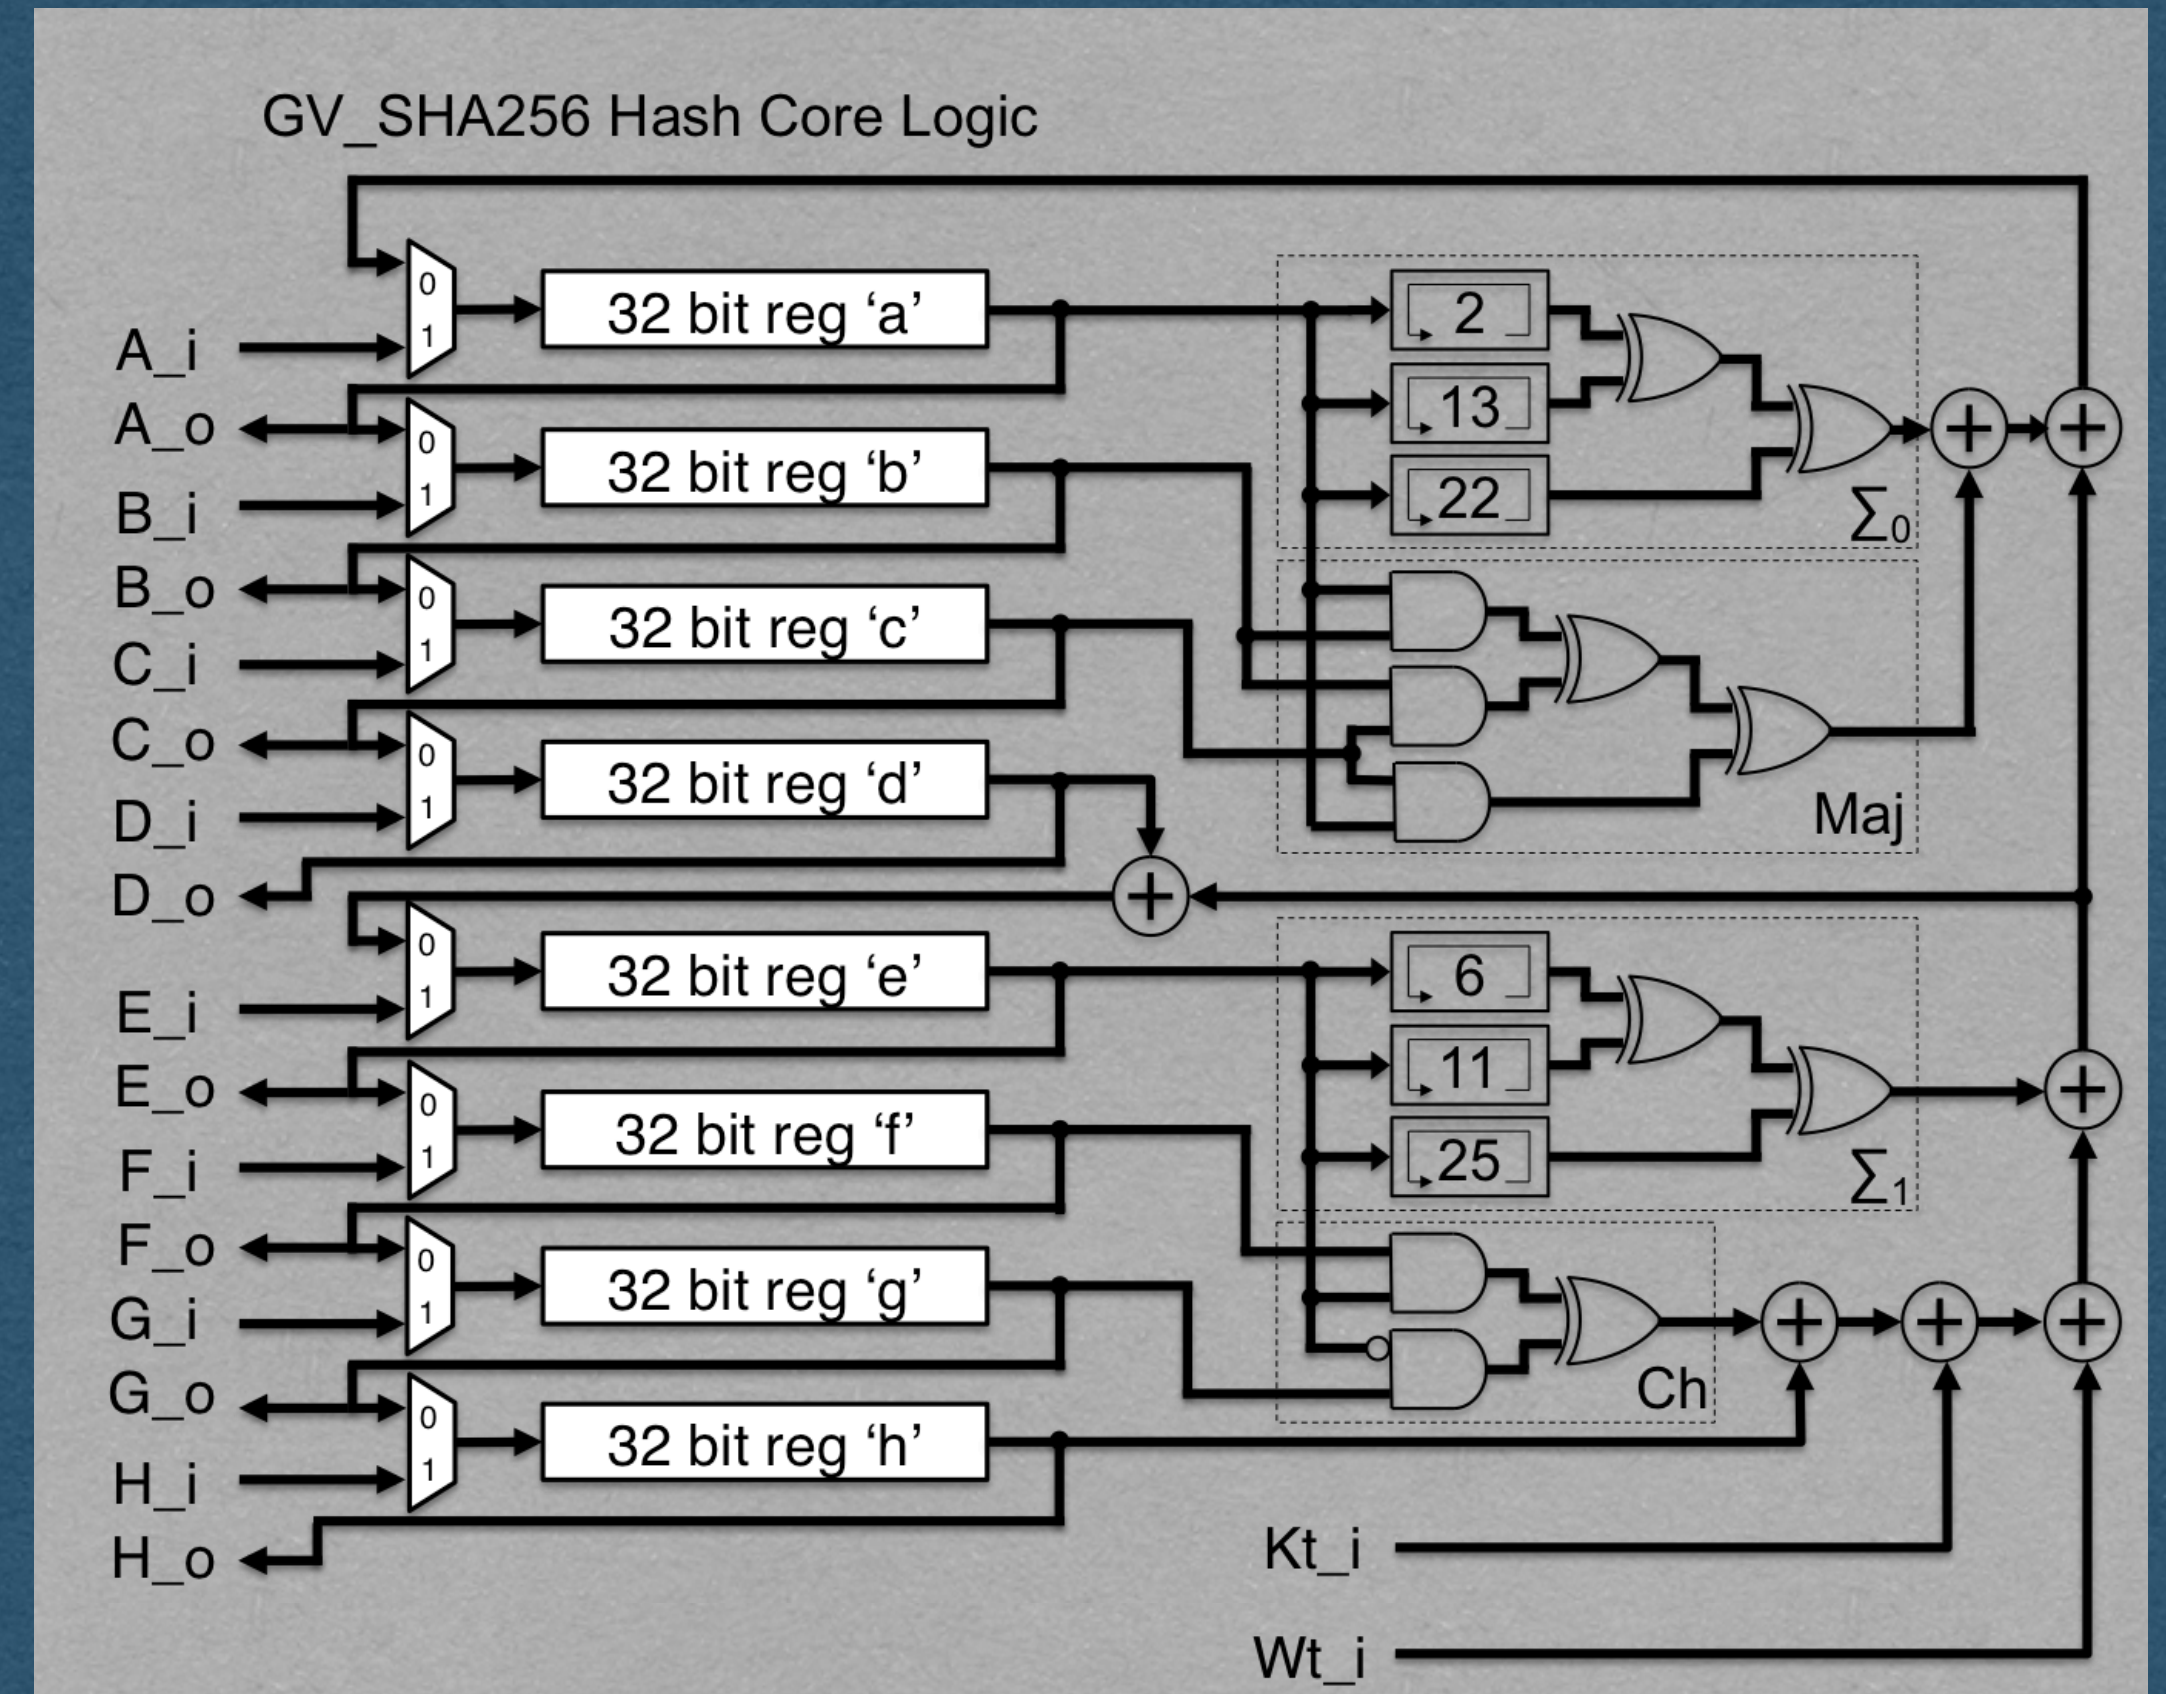 GV_SHA256 Hash Core Logic
0
1
32 bit reg ‘a’
2
A_i
13
A_o
0
1
32 bit reg ‘b’
22
B_i
∑0
B_o
0
1
32 bit reg ‘c’
C_i
C_o
0
1
32 bit reg ‘d’
D_i
Maj
D_o
0
1
32 bit reg ‘e’
6
E_i
11
E_o
0
1
32 bit reg ‘f’
25
F_i
∑1
F_o
0
1
32 bit reg ‘g’
G_i
G_o
Ch
0
1
32 bit reg ‘h’
H_i
H_o
Kt_i
Wt_i